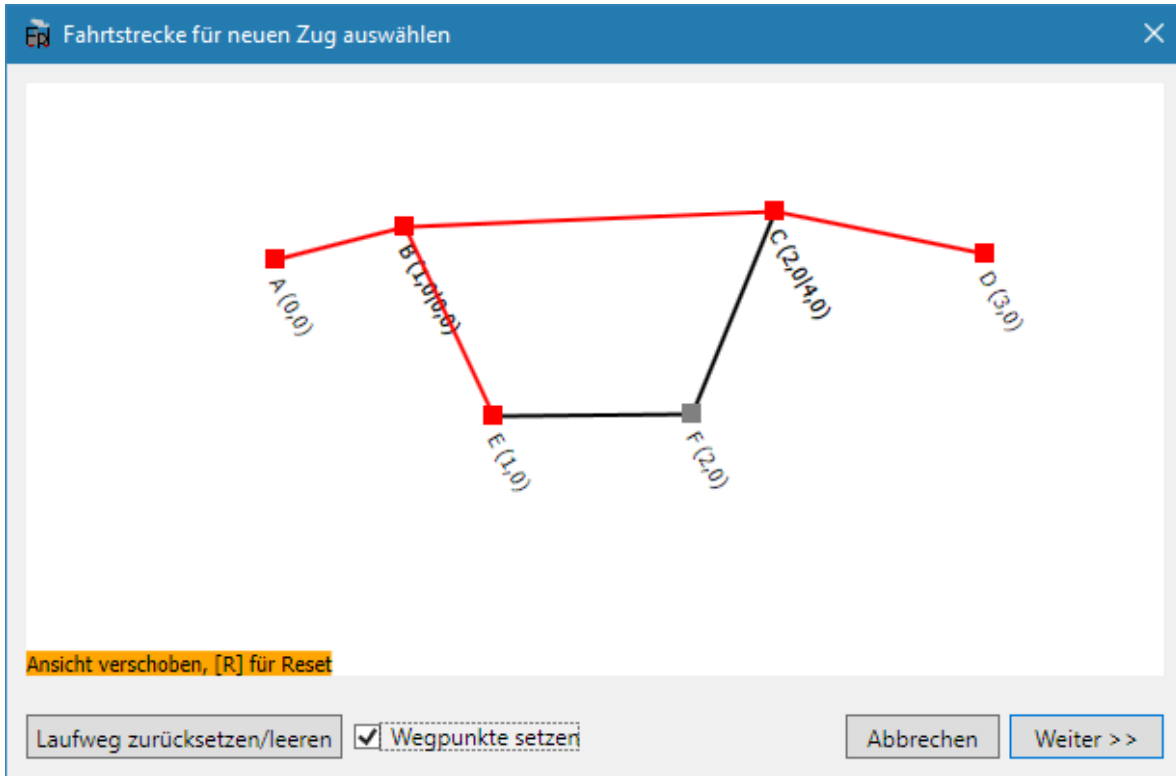 Fahrtstrecke für neuen Zug auswählen
A (0,0)
B (1,0|0,0)
C (2,0|4,0)
D (3,0)
E (1,0)
F (2,0)
Ansicht verschoben, [R] für Reset
Laufweg zurücksetzen/leeren
Wegpunkte setzen
Abbrechen
Weiter >>